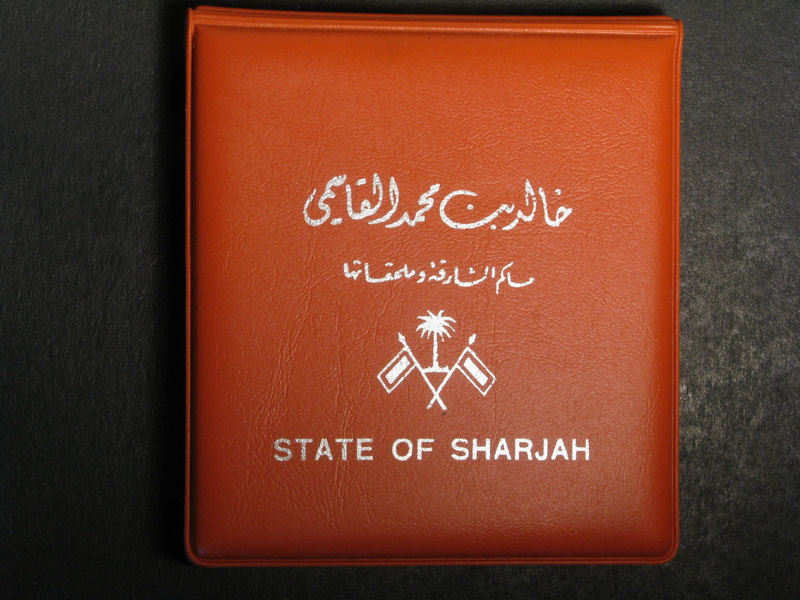 خالد بن محمد القاسمي
حاكم الشارقة وملحقاتها
STATE OF SHARJAH